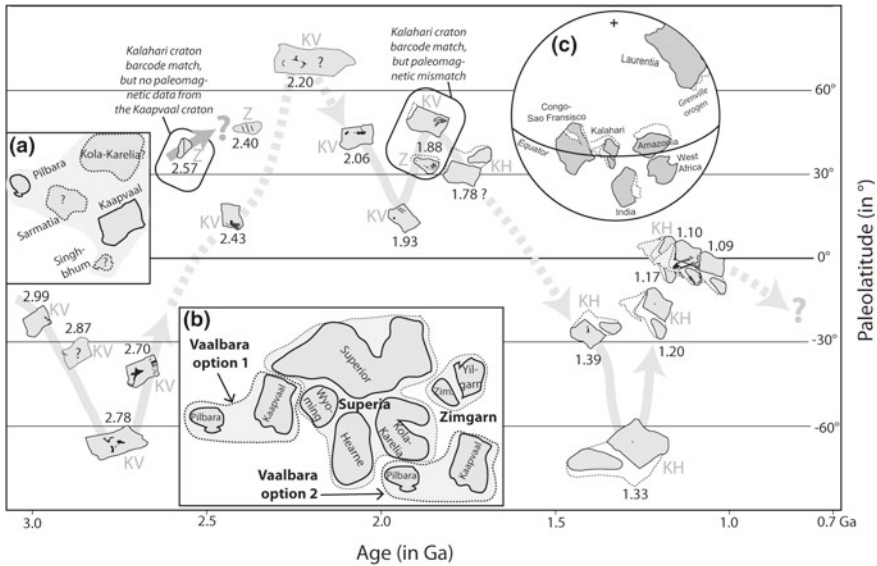 Kalahari craton
barcode match,
but no paleomag-
netic data from
the Kaapvaal craton
KV
?
2.20
Kalahari craton
barcode match,
but paleomag-
netic mismatch
(c)
+
Laurentia
Grenville
orogen
Congo-
Sao Fransisco
Kalahari
Amazonia
Equator
West
Africa
India
60°
30°
0°
-30°
-60°
Paleolatitude (in °)
(a)
Kola-Karelia?
Pilbara
?
Kaapvaal
Sarmatia
Singh-
bhum
?
Z
2.57
?
Z
2.40
KV
2.43
KV
2.06
KV
1.88
Z
KH
1.78 ?
KV
1.93
2.99
KV
2.87
?
KV
2.70
KV
2.78
KV
(b)
Vaalbara
option 1
Superior
Pilbara
Kaapvaal
Wyo-
ming
Superia
Hearne
Kola-
Karelia
Zim.
Yil-
garn
Zimgarn
Vaalbara
option 2
Pilbara
Kaapvaal
KH
1.39
KH
1.33
KH
1.20
KH
1.17
1.10
1.09
?
3.0
2.5
2.0
1.5
1.0
0.7 Ga
Age (in Ga)